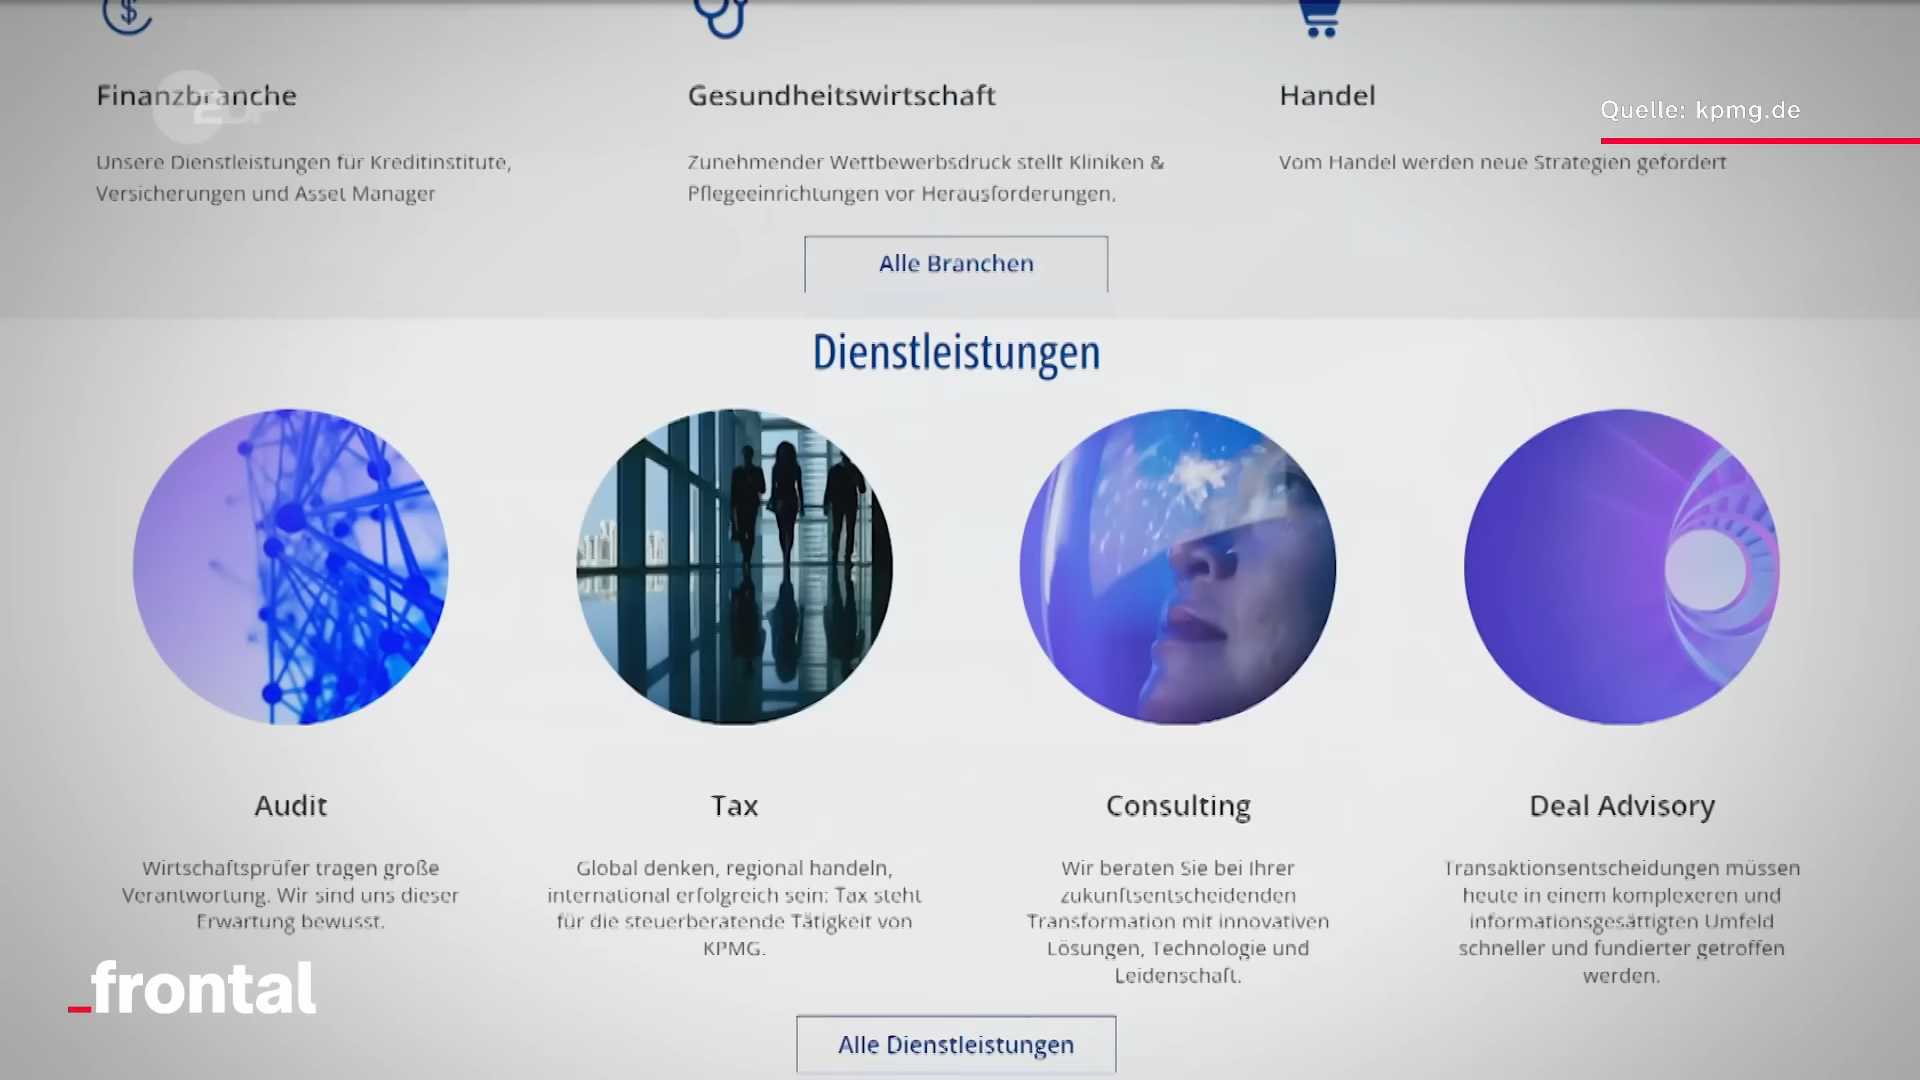 Finanzbranche
Gesundheitswirtschaft
Handel
ZDF
Quelle: kpmg.de
Unsere Dienstleistungen für Kreditinstitute,
Versicherungen und Asset Manager
Zunehmender Wettbewerbsdruck stellt Kliniken &
Pflegeeinrichtungen vor Herausforderungen.
Vom Handel werden neue Strategien gefordert
Alle Branchen
Dienstleistungen
Audit
Wirtschaftsprüfer tragen große
Verantwortung. Wir sind uns dieser
Erwartung bewusst.
Tax
Global denken, regional handeln,
international erfolgreich sein: Tax steht
für die steuerberatende Tätigkeit von
KPMG.
Consulting
Wir beraten Sie bei Ihrer
zukunftsentscheidenden
Transformation mit innovativen
Lösungen, Technologie und
Leidenschaft.
Deal Advisory
Transaktionsentscheidungen müssen
heute in einem komplexeren und
informationsgesättigten Umfeld
schneller und fundierter getroffen
werden.
_frontal
Alle Dienstleistungen